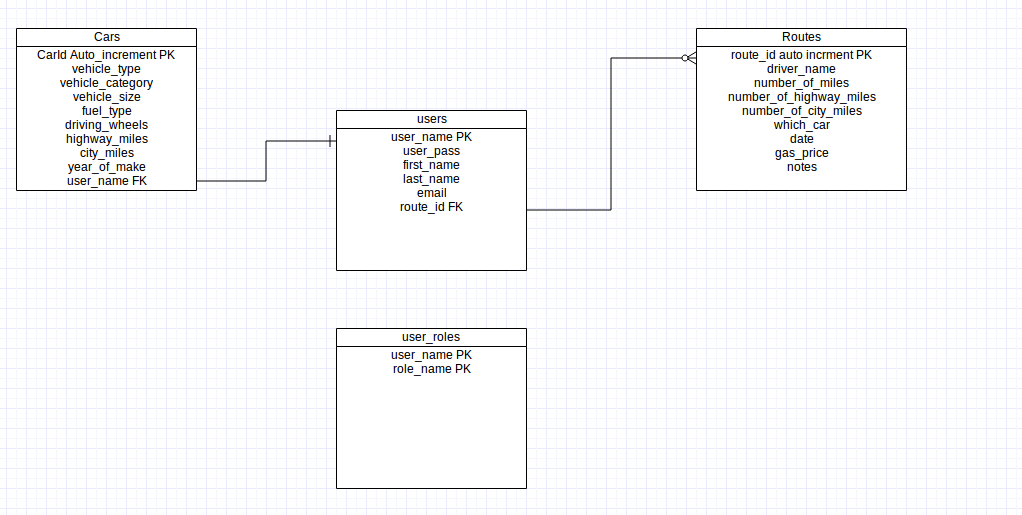 Cars
CarId Auto_increment PK
vehicle_type
vehicle_category
vehicle_size
fuel_type
driving_wheels
highway_miles
city_miles
year_of_make
user_name FK
users
user_name PK
user_pass
first_name
last_name
email
route_id FK
Routes
route_id auto incrment PK
driver_name
number_of_miles
number_of_highway_miles
number_of_city_miles
which_car
date
gas_price
notes
user_roles
user_name PK
role_name PK